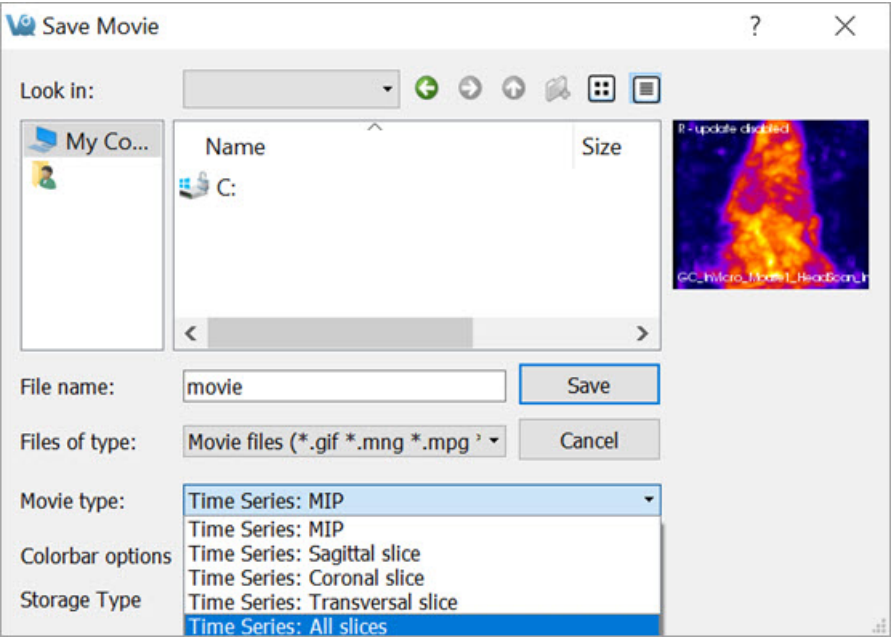 Save Movie
?
Look in:
My Co...
Name
Size
C:
R - update disabled
File name:
movie
Save
Files of type:
Movie files (*.gif *.mng *.mpg
Cancel
Movie type:
Time Series: MIP
Time Series: MIP
Time Series: Sagittal slice
Colorbar options
Time Series: Coronal slice
Storage Type
Time Series: Transversal slice
Time Series: All slices